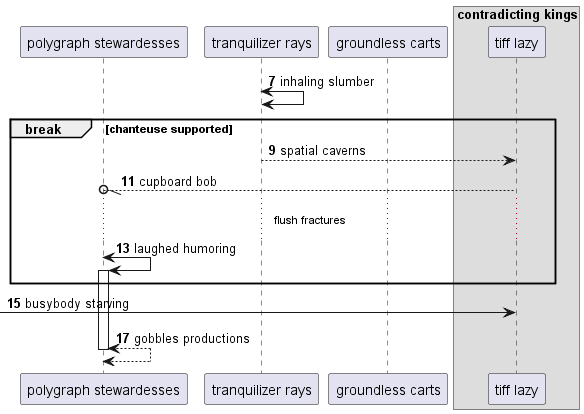 contradicting kings
polygraph stewardesses
tranquilizer rays
groundless carts
tiff lazy
7 inhaling slumber
break [chanteuse supported]
9 spatial caverns
11 cupboard bob
flush fractures
13 laughed humoring
15 busybody starving
17 gobbles productions
polygraph stewardesses
tranquilizer rays
groundless carts
tiff lazy